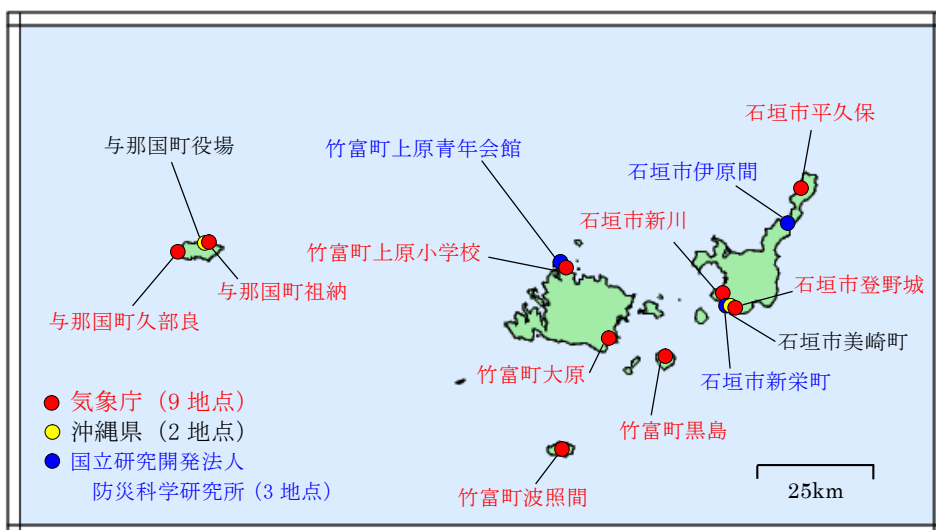 石垣市平久保
与那国町役場
竹富町上原青年会館
石垣市伊原間
石垣市新川
竹富町上原小学校
与那国町祖納
石垣市登野城
与那国町久部良
石垣市美崎町
竹富町大原
石垣市新栄町
気象庁（9 地点）
沖縄県（2 地点）
竹富町黒島
国立研究開発法人
防災科学研究所（3 地点）
竹富町波照間
25km